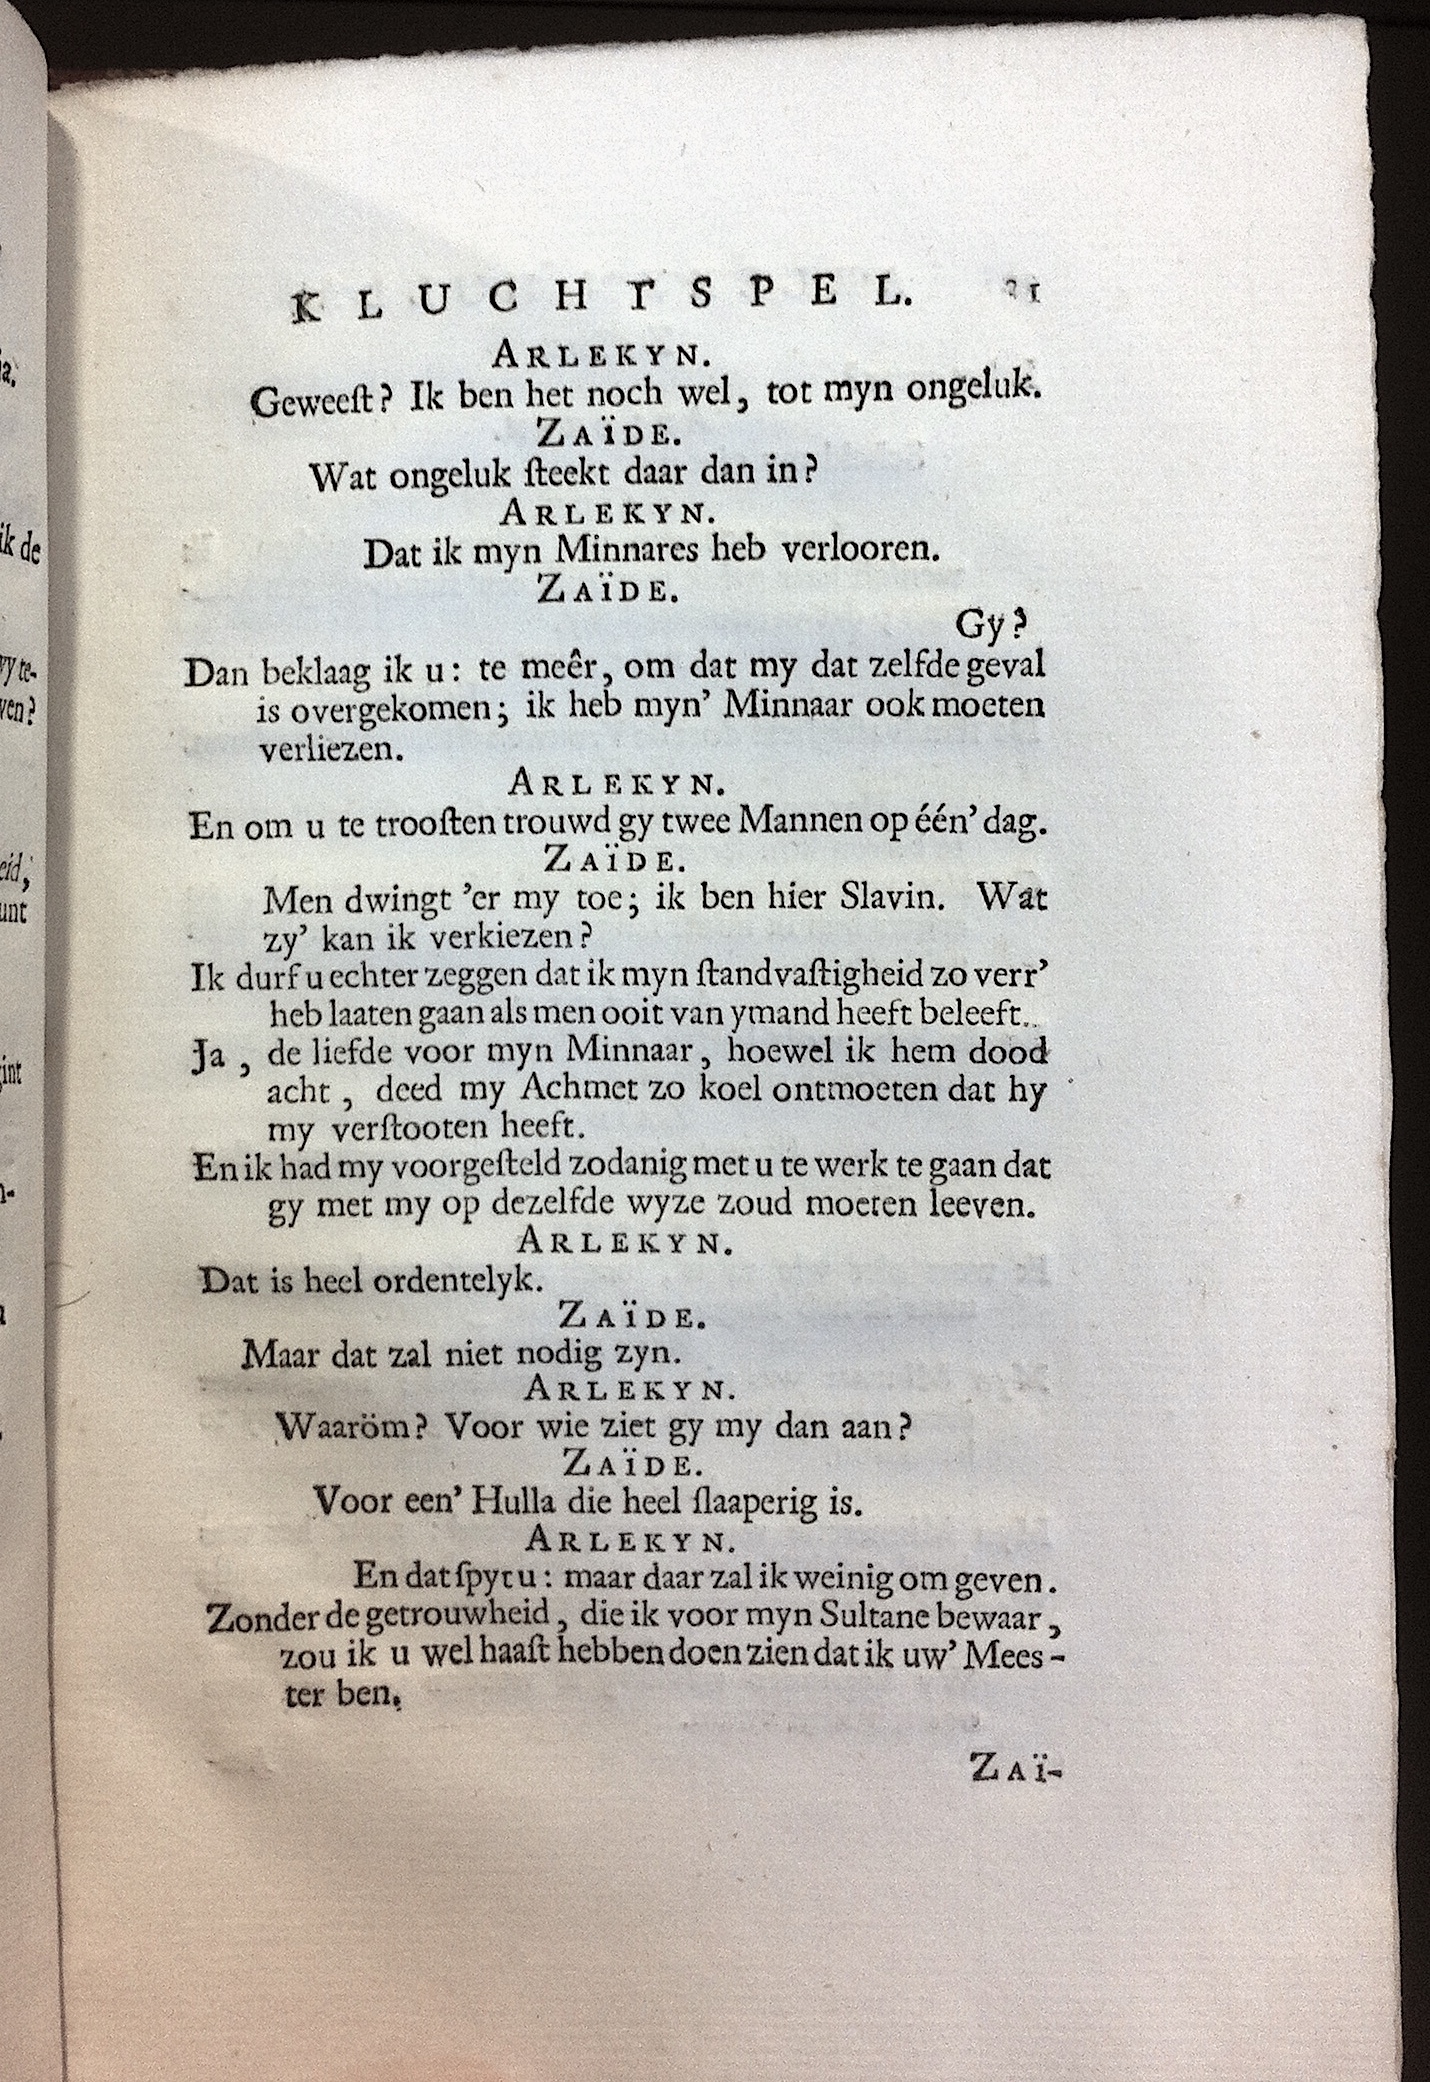 KLUCHTSPEL. 21
ARLEKYN.
Geweeſt? Ik ben het noch wel, tot myn ongeluk.
ZAÏDE.
Wat ongeluk ſteekt daar dan in?
ARLEKYN.
Dat ik myn Minnares heb verlooren.
ZAÏDE.
Gy?
Dan beklaag ik u: te meêr, om dat my dat zelfde geval
is overgekomen; ik heb myn' Minnaar ook moeten
verliezen.
ARLEKYN.
En om u te trooſten trouwd gy twee Mannen op één' dag.
ZAÏDE.
Men dwingt 'er my toe; ik ben hier Slavin. Wat
zy' kan ik verkiezen?
Ik durf u echter zeggen dat ik myn ſtandvaſtigheid zo verr'
heb laaten gaan als men ooit van ymand heeft beleeft.
Ja, de liefde voor myn Minnaar, hoewel ik hem dood
acht, deed my Achmet zo koel ontmoeten dat hy
my verſtooten heeft.
En ik had my voorgeſteld zodanig met u te werk te gaan dat
gy met my op dezelfde wyze zoud moeten leeven.
ARLEKYN.
Dat is heel ordentelyk.
ZAÏDE.
Maar dat zal niet nodig zyn.
ARLEKYN.
Waaröm? Voor wie ziet gy my dan aan?
ZAÏDE.
Voor een' Hulla die heel ſlaaperig is.
ARLEKYN.
En dat ſpyt u: maar daar zal ik weinig om geven.
Zonder de getrouwheid, die ik voor myn Sultane bewaar,
zou ik u wel haaſt hebben doen zien dat ik uw' Mees-
ter ben.
ZAÏ-